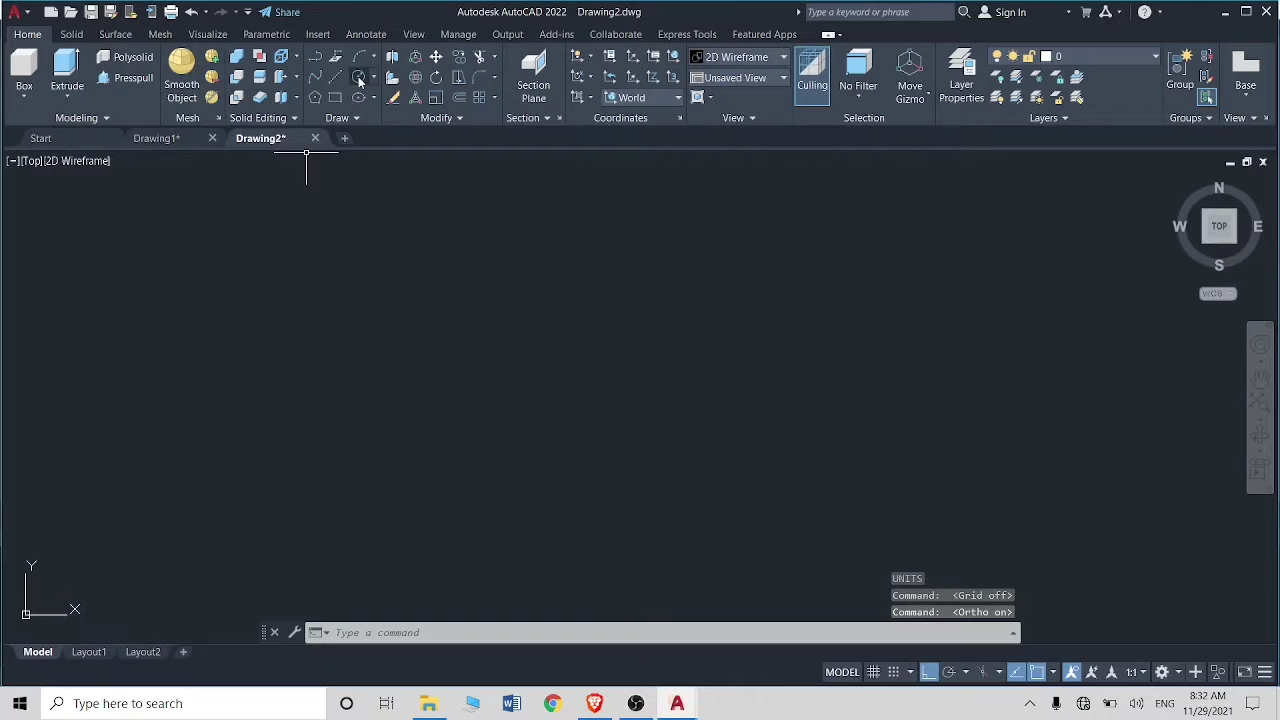 Share
Autodesk AutoCAD 2022 Drawing2.dwg
Type a keyword or phrase
Sign In
Home Solid Surface Mesh Visualize Parametric Insert Annotate View Manage Output Add-ins Collaborate Express Tools Featured Apps
Box
Extrude
Polysolid
Presspull
Smooth
Object
Section
Plane
World
2D Wireframe
Unsaved View
Culling
No Filter
Move
Gizmo
Layer
Properties
0
Group
Base
Modeling Mesh Solid Editing Draw Modify Section Coordinates View Selection Layers Groups View
Start Drawing1* Drawing2*
[−][Top][2D Wireframe]
N
W TOP E
S
WCS
Y
X
UNITS
Command: <Grid off>
Command: <Ortho on>
Type a command
Model Layout1 Layout2
MODEL
1:1
Type here to search
ENG
8:32 AM
11/29/2021